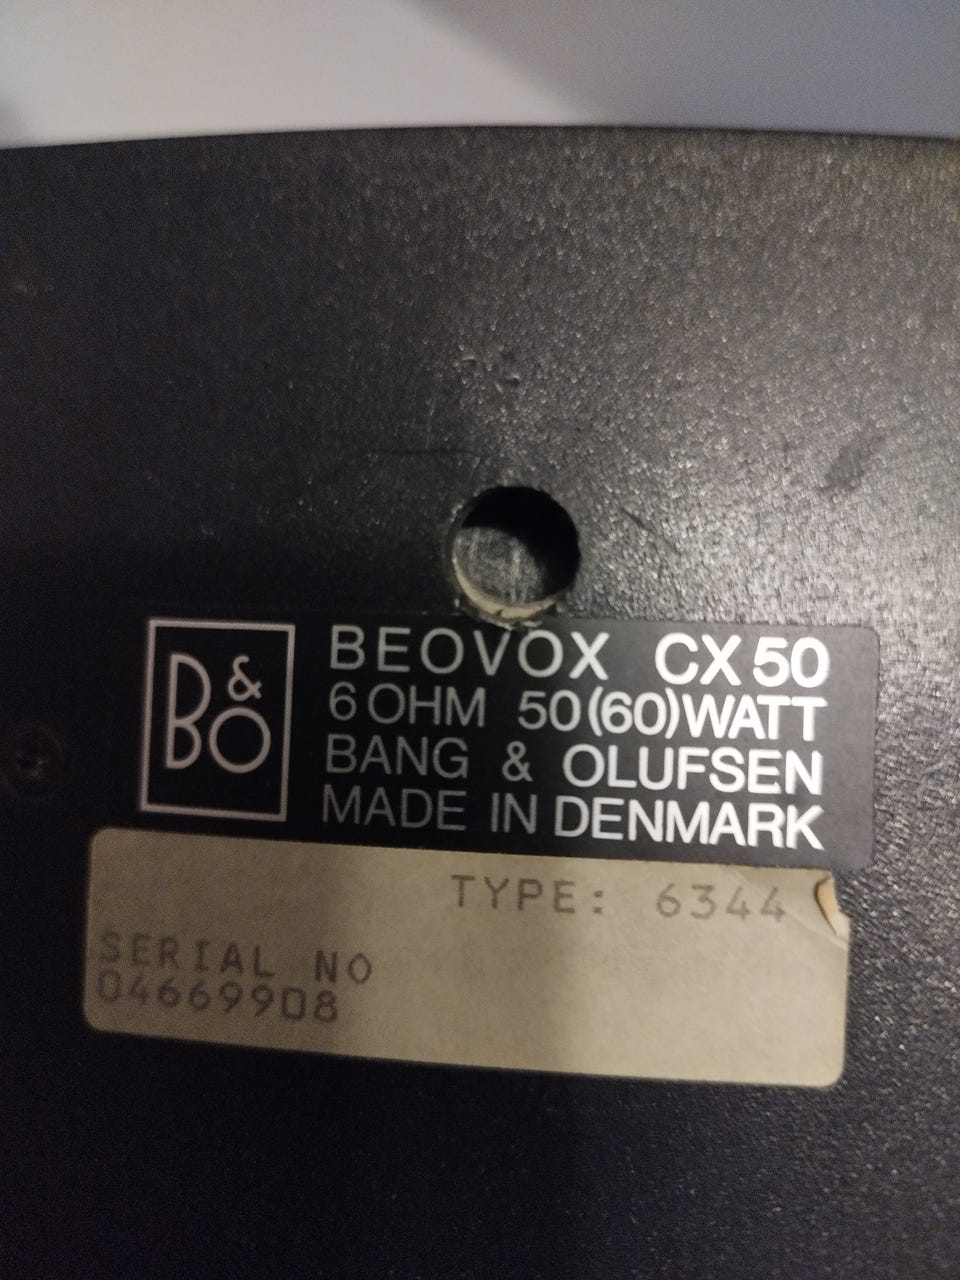 B&O
BEOVOX CX 50
6 OHM 50(60)WATT
BANG & OLUFSEN
MADE IN DENMARK
TYPE: 6344
SERIAL NO
04669908